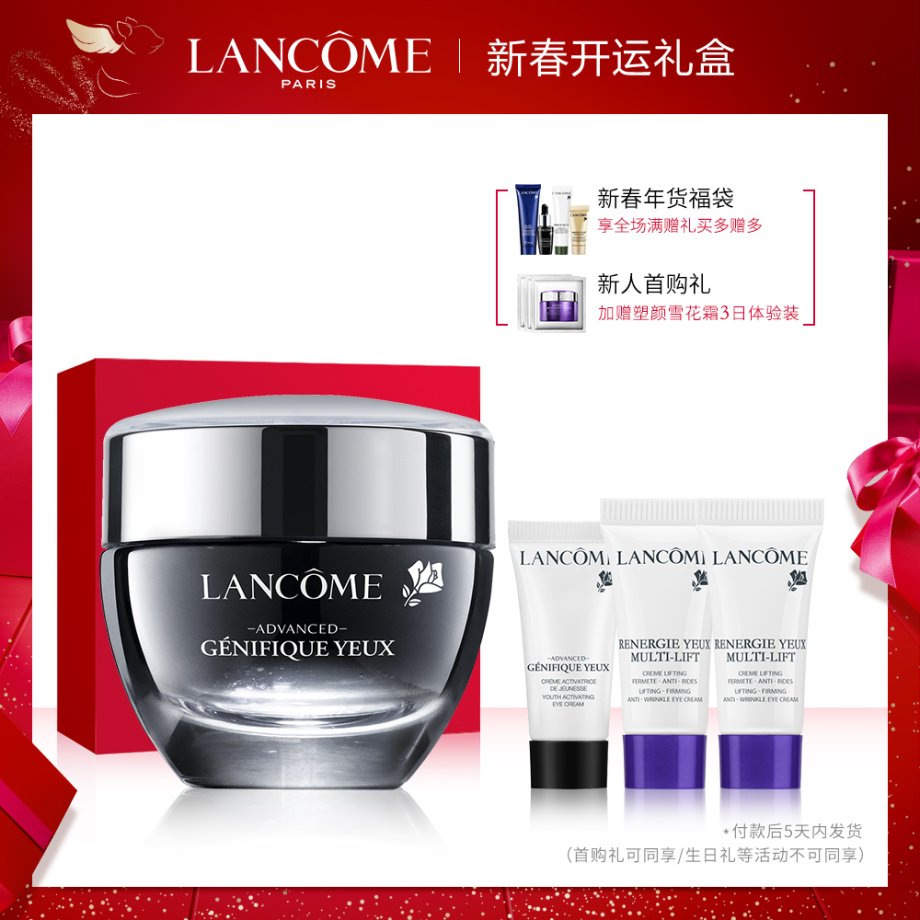 LANCÔME
PARIS
新春开运礼盒
新春年货福袋
享全场满赠礼买多赠多
新人首购礼
加赠塑颜雪花霜3日体验装
LANCÔME
–ADVANCED–
GÉNIFIQUE YEUX
LANCÔME
–ADVANCED–
GÉNIFIQUE YEUX
CRÈME ACTIVATRICE
DE JEUNESSE
YOUTH ACTIVATING
EYE CREAM
LANCÔME
RENERGIE YEUX
MULTI-LIFT
CREME LIFTING
FERMETE - ANTI - RIDES
LIFTING - FIRMING
ANTI - WRINKLE EYE CREAM
LANCÔME
RENERGIE YEUX
MULTI-LIFT
CREME LIFTING
FERMETE - ANTI - RIDES
LIFTING - FIRMING
ANTI - WRINKLE EYE CREAM
*付款后5天内发货
（首购礼可同享/生日礼等活动不可同享）